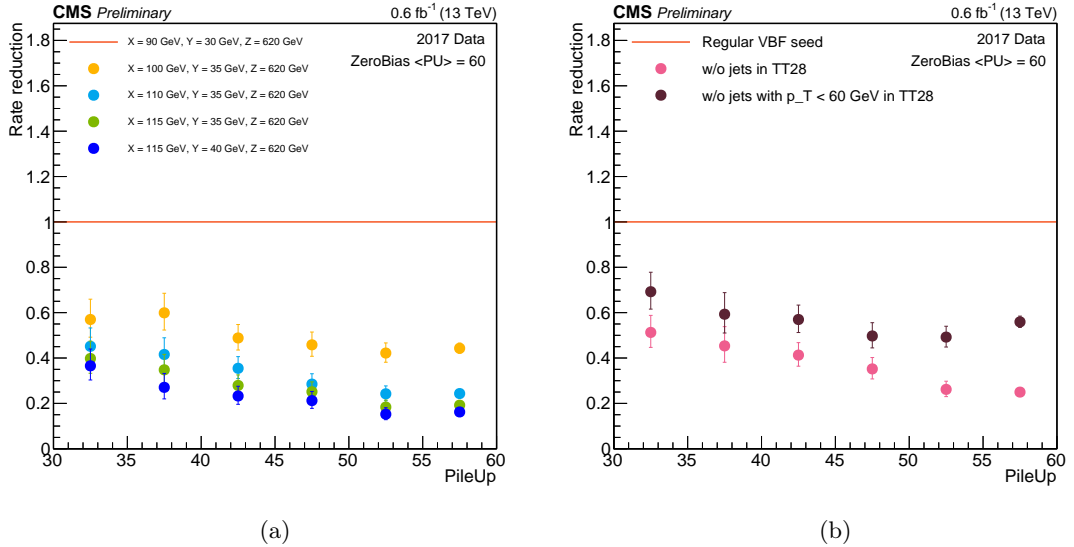 CMS Preliminary 0.6 fb⁻¹ (13 TeV)
2017 Data
ZeroBias <PU> = 60
X = 90 GeV, Y = 30 GeV, Z = 620 GeV
X = 100 GeV, Y = 35 GeV, Z = 620 GeV
X = 110 GeV, Y = 35 GeV, Z = 620 GeV
X = 115 GeV, Y = 35 GeV, Z = 620 GeV
X = 115 GeV, Y = 40 GeV, Z = 620 GeV
Rate reduction
1.8
1.6
1.4
1.2
1
0.8
0.6
0.4
0.2
0
30 35 40 45 50 55 60
PileUp
(a)
CMS Preliminary 0.6 fb⁻¹ (13 TeV)
2017 Data
ZeroBias <PU> = 60
Regular VBF seed
w/o jets in TT28
w/o jets with p_T < 60 GeV in TT28
Rate reduction
1.8
1.6
1.4
1.2
1
0.8
0.6
0.4
0.2
0
30 35 40 45 50 55 60
PileUp
(b)